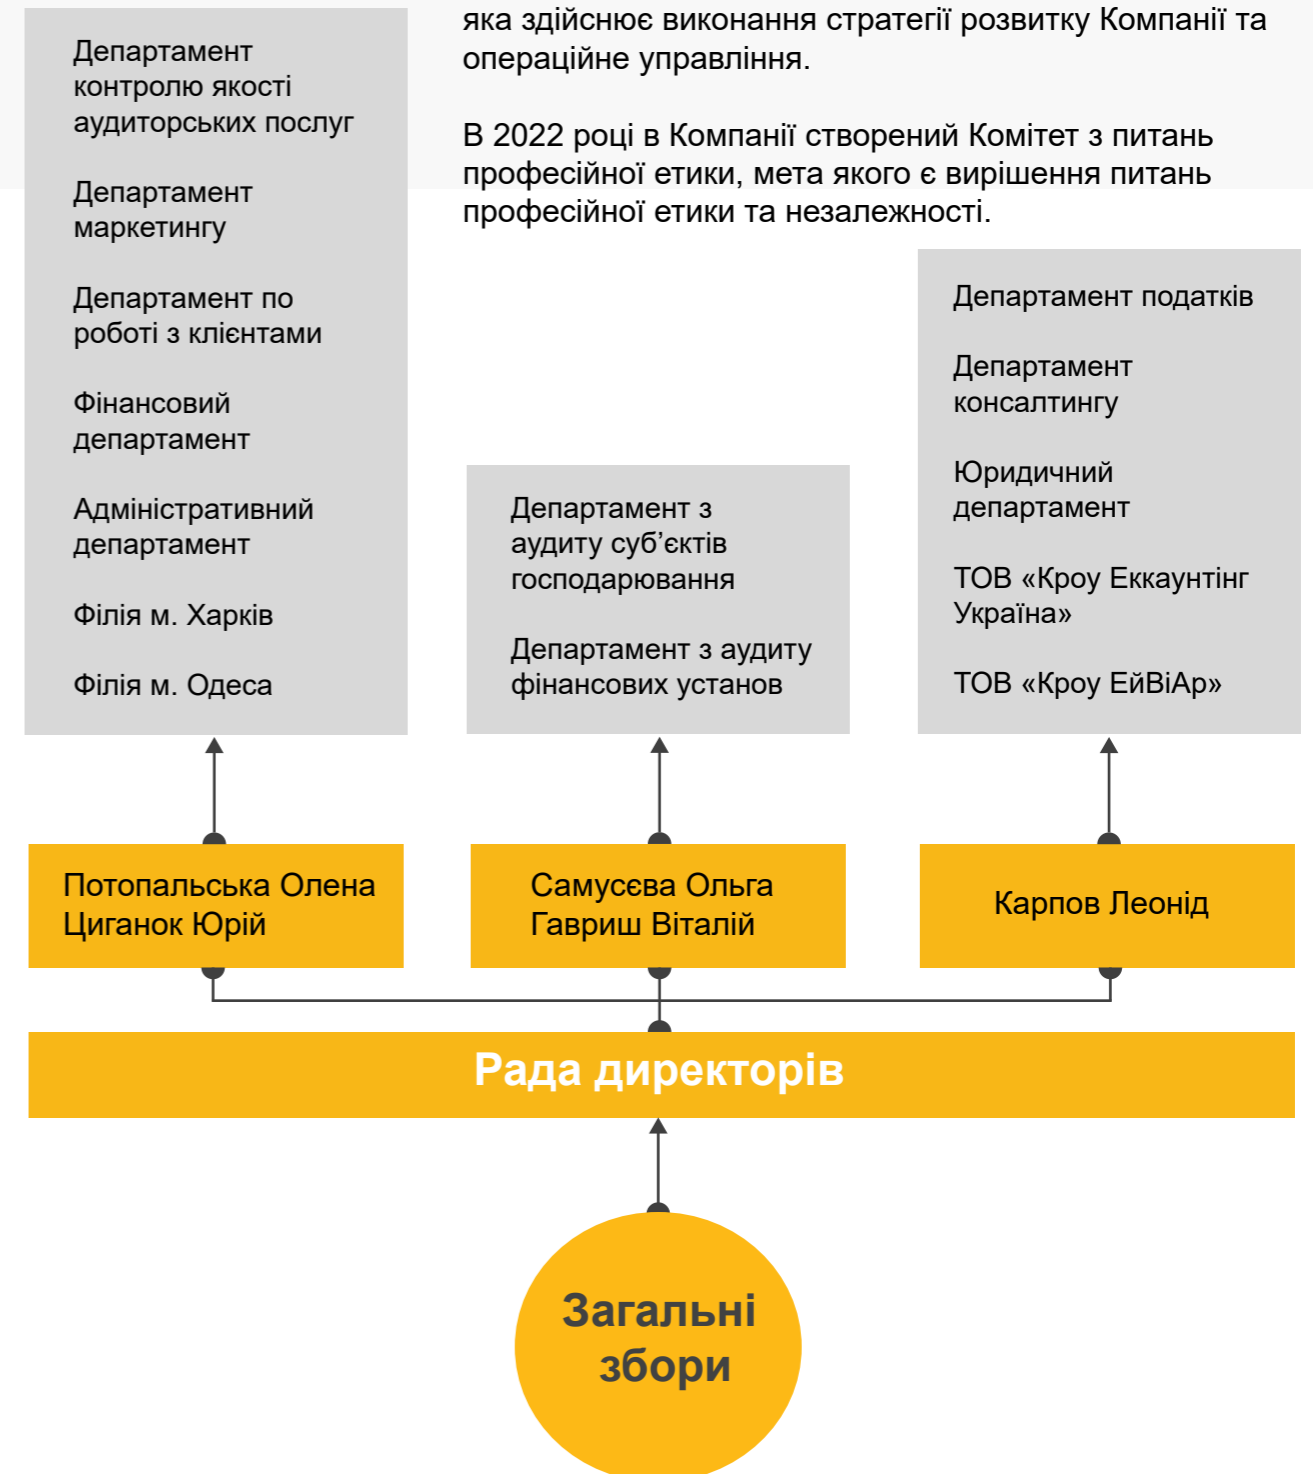 яка здійснює виконання стратегії розвитку Компанії та
операційне управління.
В 2022 році в Компанії створений Комітет з питань
професійної етики, мета якого є вирішення питань
професійної етики та незалежності.
Департамент
контролю якості
аудиторських послуг
Департамент
маркетингу
Департамент по
роботі з клієнтами
Фінансовий
департамент
Адміністративний
департамент
Філія м. Харків
Філія м. Одеса
Департамент з
аудиту суб’єктів
господарювання
Департамент з аудиту
фінансових установ
Департамент податків
Департамент
консалтингу
Юридичний
департамент
ТОВ «Кроу Еккаунтінг
Україна»
ТОВ «Кроу ЕйВіАр»
Потопальська Олена
Циганок Юрій
Самусєва Ольга
Гавриш Віталій
Карпов Леонід
Рада директорів
Загальні
збори